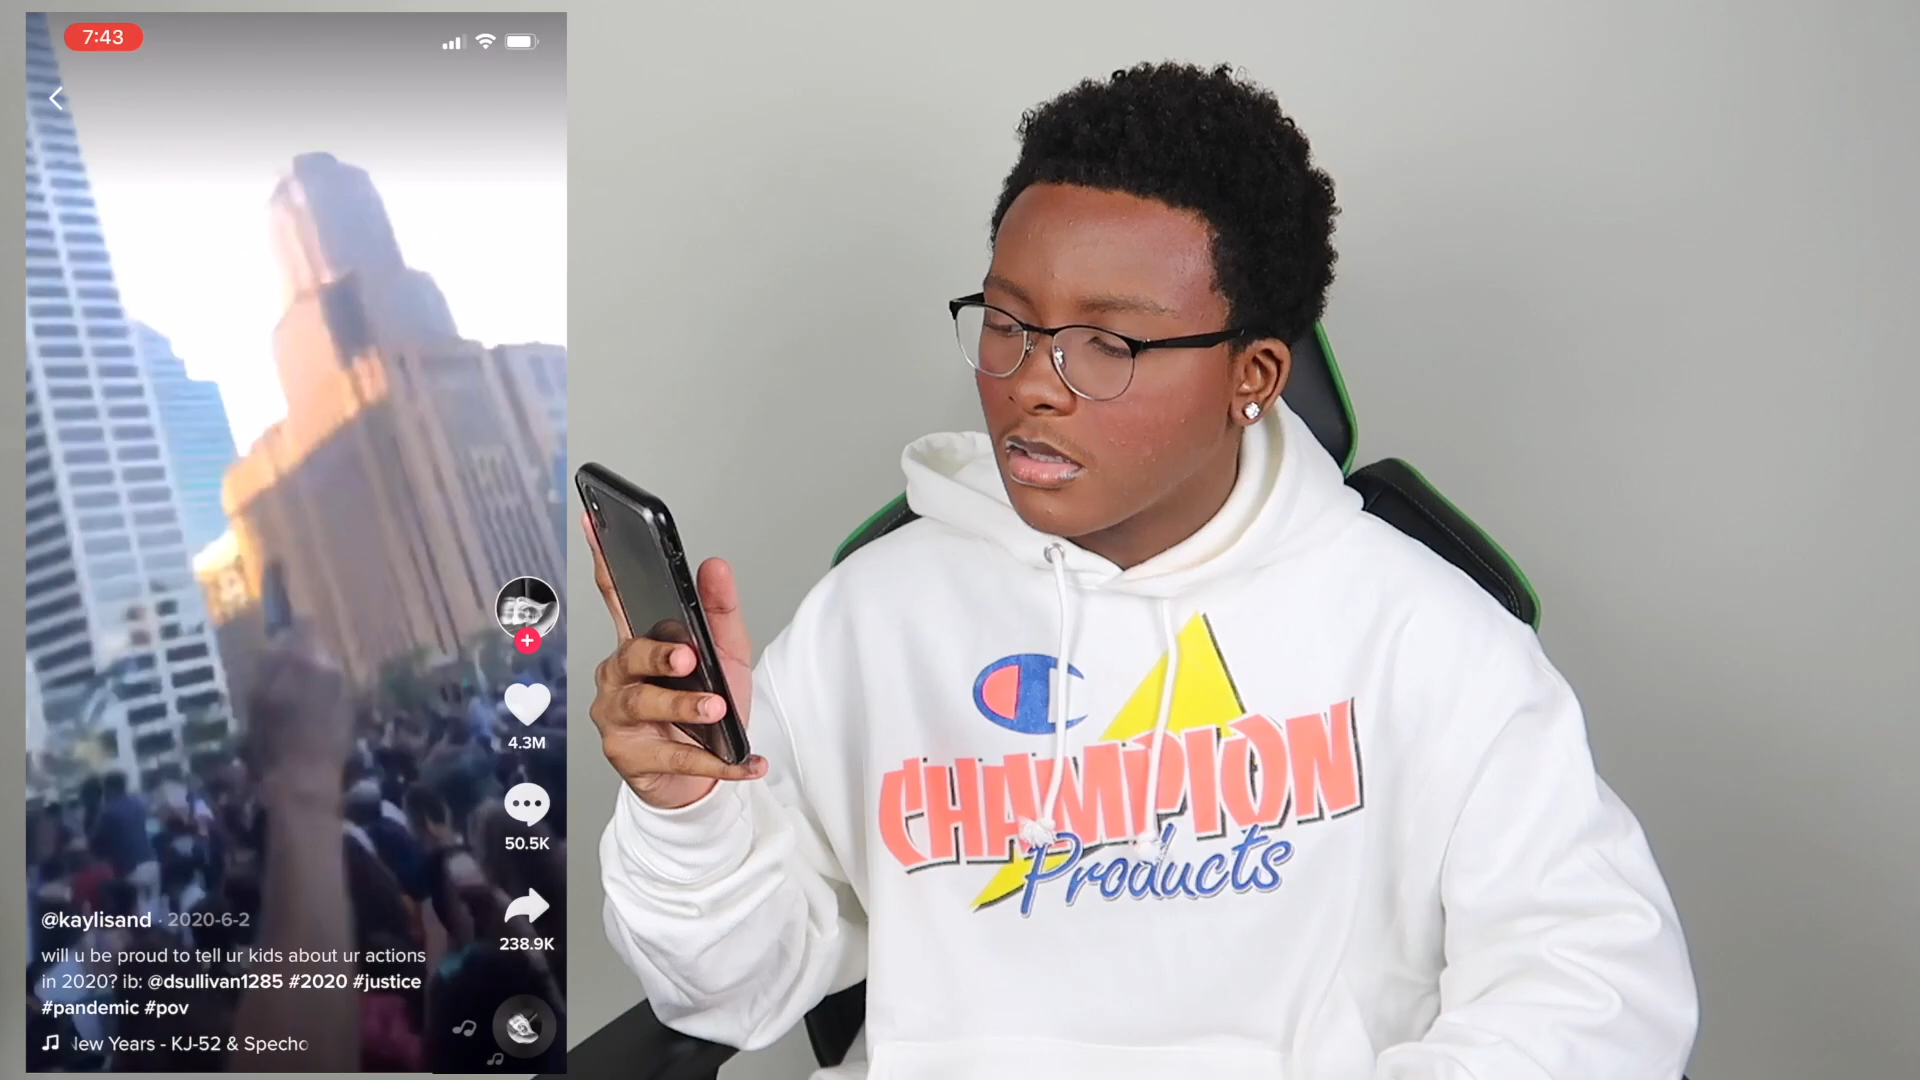 7:43
4.3M
50.5K
238.9K
@kaylisand · 2020-6-2
will u be proud to tell ur kids about ur actions
in 2020? ib: @dsullivan1285 #2020 #justice
#pandemic #pov
New Years - KJ-52 & Specho
CHAMPION
Products